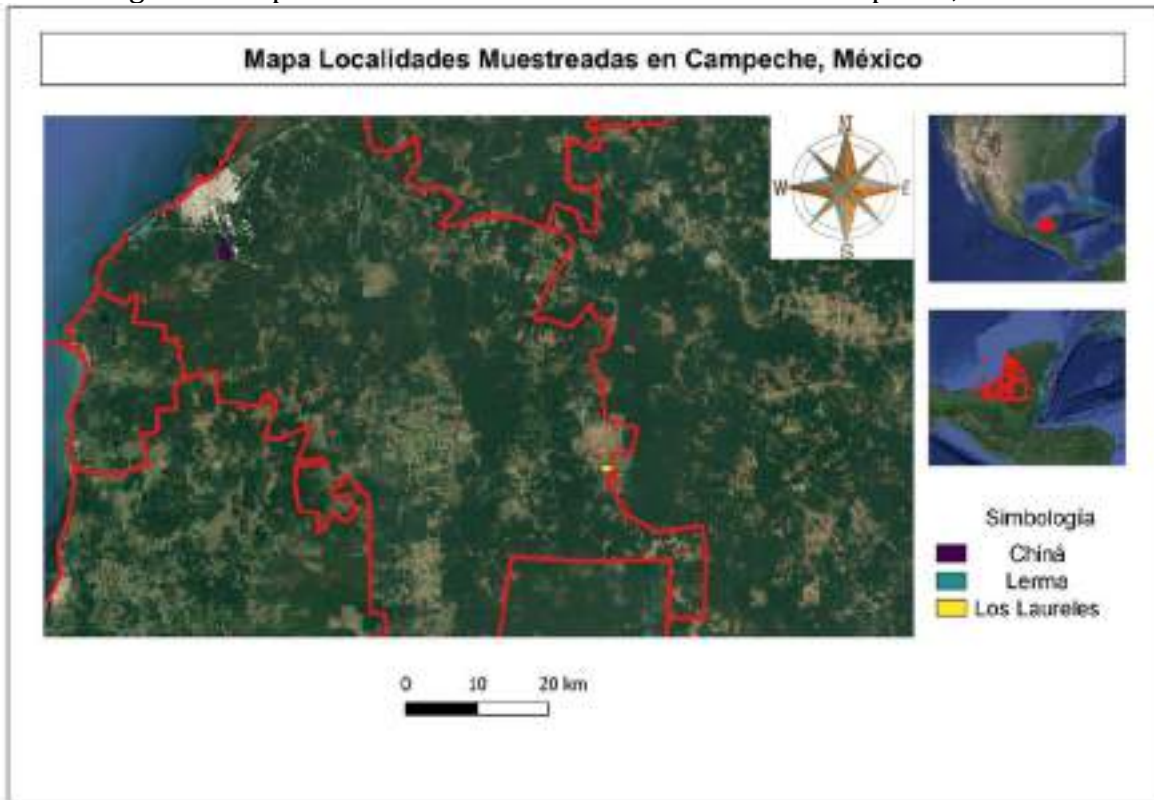 Mapa Localidades Muestreadas en Campeche, México
N
W E
S
Simbología
Chiná
Lerma
Los Laureles
0 10 20 km